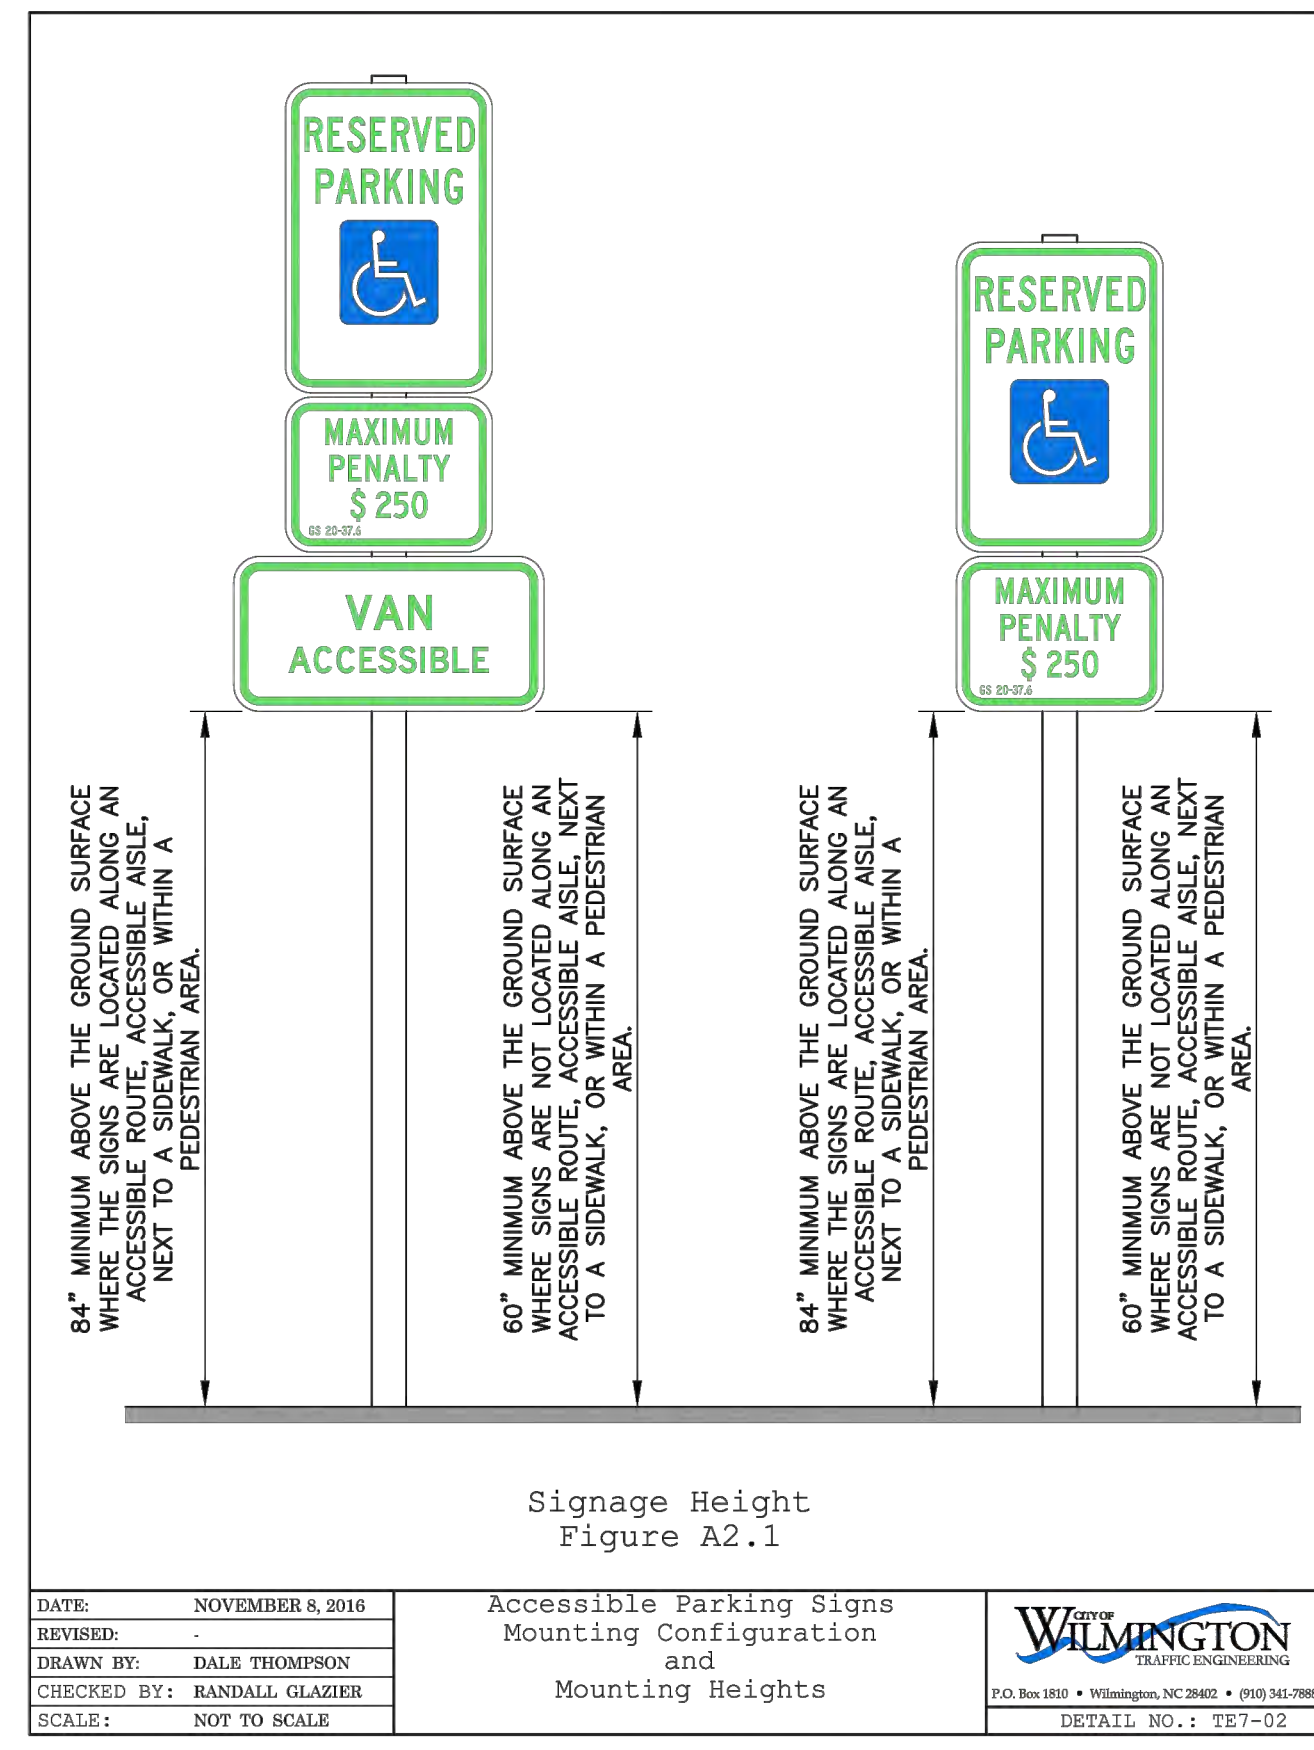 RESERVED
PARKING
MAXIMUM
PENALTY
$ 250
GS 20-37.6
VAN
ACCESSIBLE
RESERVED
PARKING
MAXIMUM
PENALTY
$ 250
GS 20-37.6
84" MINIMUM ABOVE THE GROUND SURFACE
WHERE THE SIGNS ARE LOCATED ALONG AN
ACCESSIBLE ROUTE, ACCESSIBLE AISLE,
NEXT TO A SIDEWALK, OR WITHIN A
PEDESTRIAN AREA.
60" MINIMUM ABOVE THE GROUND SURFACE
WHERE SIGNS ARE NOT LOCATED ALONG AN
ACCESSIBLE ROUTE, ACCESSIBLE AISLE, NEXT
TO A SIDEWALK, OR WITHIN A PEDESTRIAN
AREA.
84" MINIMUM ABOVE THE GROUND SURFACE
WHERE THE SIGNS ARE LOCATED ALONG AN
ACCESSIBLE ROUTE, ACCESSIBLE AISLE,
NEXT TO A SIDEWALK, OR WITHIN A
PEDESTRIAN AREA.
60" MINIMUM ABOVE THE GROUND SURFACE
WHERE SIGNS ARE NOT LOCATED ALONG AN
ACCESSIBLE ROUTE, ACCESSIBLE AISLE, NEXT
TO A SIDEWALK, OR WITHIN A PEDESTRIAN
AREA.
Signage Height
Figure A2.1
DATE: NOVEMBER 8, 2016
REVISED: -
DRAWN BY: DALE THOMPSON
CHECKED BY: RANDALL GLAZIER
SCALE: NOT TO SCALE
Accessible Parking Signs
Mounting Configuration
and
Mounting Heights
CITY OF
WILMINGTON
TRAFFIC ENGINEERING
P.O. Box 1810 • Wilmington, NC 28402 • (910) 341-7888
DETAIL NO.: TE7-02